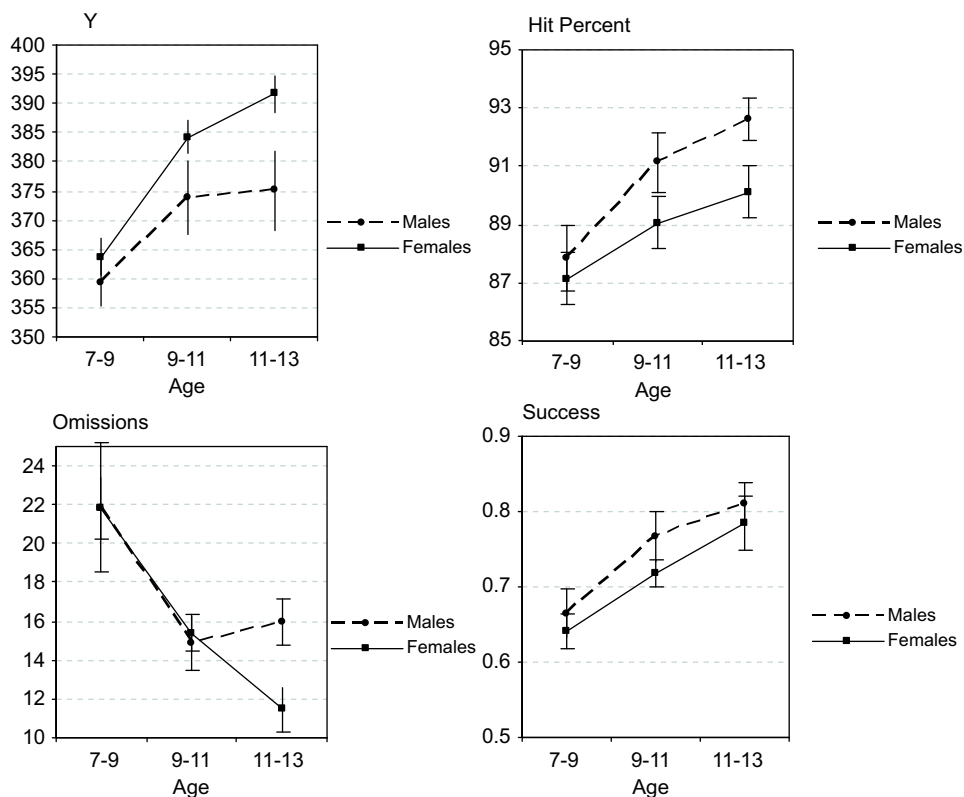 Y
400
395
390
385
380
375
370
365
360
355
350
7-9 9-11 11-13
Age
Males
Females
Hit Percent
95
93
91
89
87
85
7-9 9-11 11-13
Age
Males
Females
Omissions
24
22
20
18
16
14
12
10
7-9 9-11 11-13
Age
Males
Females
Success
0.9
0.8
0.7
0.6
0.5
7-9 9-11 11-13
Age
Males
Females